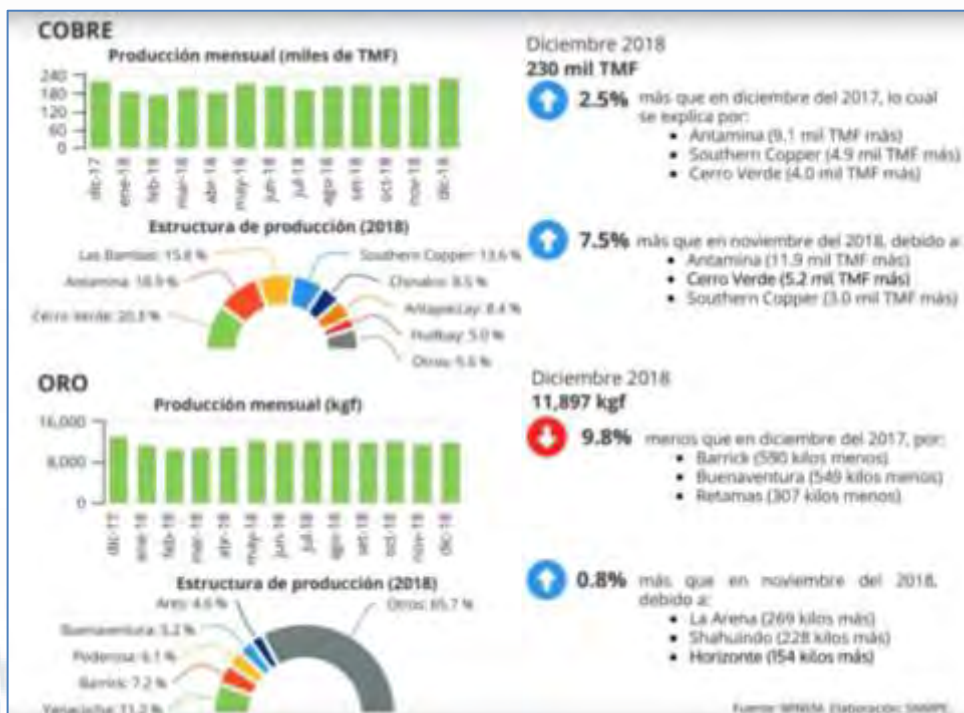 COBRE
Producción mensual (miles de TMF)
240
180
120
60
0
dic-17
ene-18
feb-18
mar-18
abr-18
may-18
jun-18
jul-18
ago-18
set-18
oct-18
nov-18
dic-18
Estructura de producción (2018)
Las Bambas: 15.8 %
Southern Copper: 13.6 %
Antamina: 18.9 %
Chinalco: 8.5 %
Cerro Verde: 20.3 %
Antapaccay: 8.4 %
Hudbay: 5.0 %
Otros:
Diciembre 2018
230 mil TMF
2.5% más que en diciembre del 2017, lo cual
se explica por:
• Antamina (9.1 mil TMF más)
• Southern Copper (4.9 mil TMF más)
• Cerro Verde (4.0 mil TMF más)
7.5% más que en noviembre del 2018, debido a:
• Antamina (11.9 mil TMF más)
• Cerro Verde (5.2 mil TMF más)
• Southern Copper (3.0 mil TMF más)
ORO
Producción mensual (kgf)
16,000
8,000
0
dic-17
ene-18
feb-18
mar-18
abr-18
may-18
jun-18
jul-18
ago-18
set-18
oct-18
nov-18
dic-18
Estructura de producción (2018)
Ares: 4.6 %
Otros: 65.7 %
Buenaventura: 5.2 %
Poderosa: 6.1 %
Barrick: 7.2 %
Yanacocha: 11.2 %
Diciembre 2018
11,897 kgf
9.8% menos que en diciembre del 2017, por:
• Barrick (590 kilos menos)
• Buenaventura (549 kilos menos)
• Retamas (307 kilos menos)
0.8% más que en noviembre del 2018,
debido a:
• La Arena (269 kilos más)
• Shahuindo (228 kilos más)
• Horizonte (154 kilos más)
Fuente: MINEM. Elaboración: SNMPE.